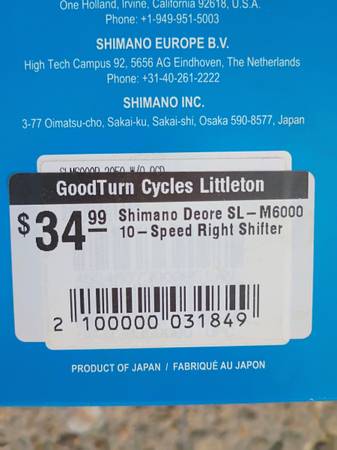 One Holland, Irvine, California 92618, U.S.A.
Phone: +1-949-951-5003
SHIMANO EUROPE B.V.
High Tech Campus 92, 5656 AG Eindhoven, The Netherlands
Phone: +31-40-261-2222
SHIMANO INC.
3-77 Oimatsu-cho, Sakai-ku, Sakai-shi, Osaka 590-8577, Japan
GoodTurn Cycles Littleton
$34.99 Shimano Deore SL-M6000
10-Speed Right Shifter
2 100000 031849
PRODUCT OF JAPAN / FABRIQUÉ AU JAPON